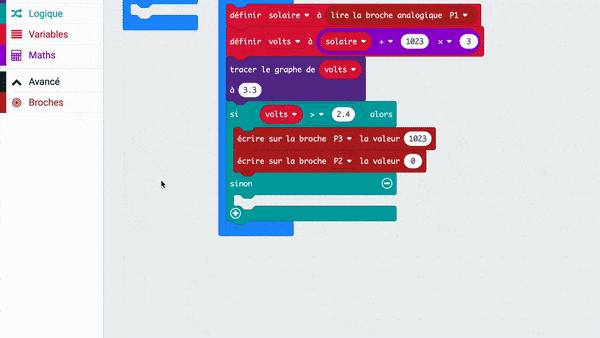 Logique
Variables
Maths
Avancé
Broches
définir solaire à lire la broche analogique P1
définir volts à solaire ÷ 1023 × 3
tracer le graphe de volts
à 3.3
si volts > 2.4 alors
écrire sur la broche P3 la valeur 1023
écrire sur la broche P2 la valeur 0
sinon